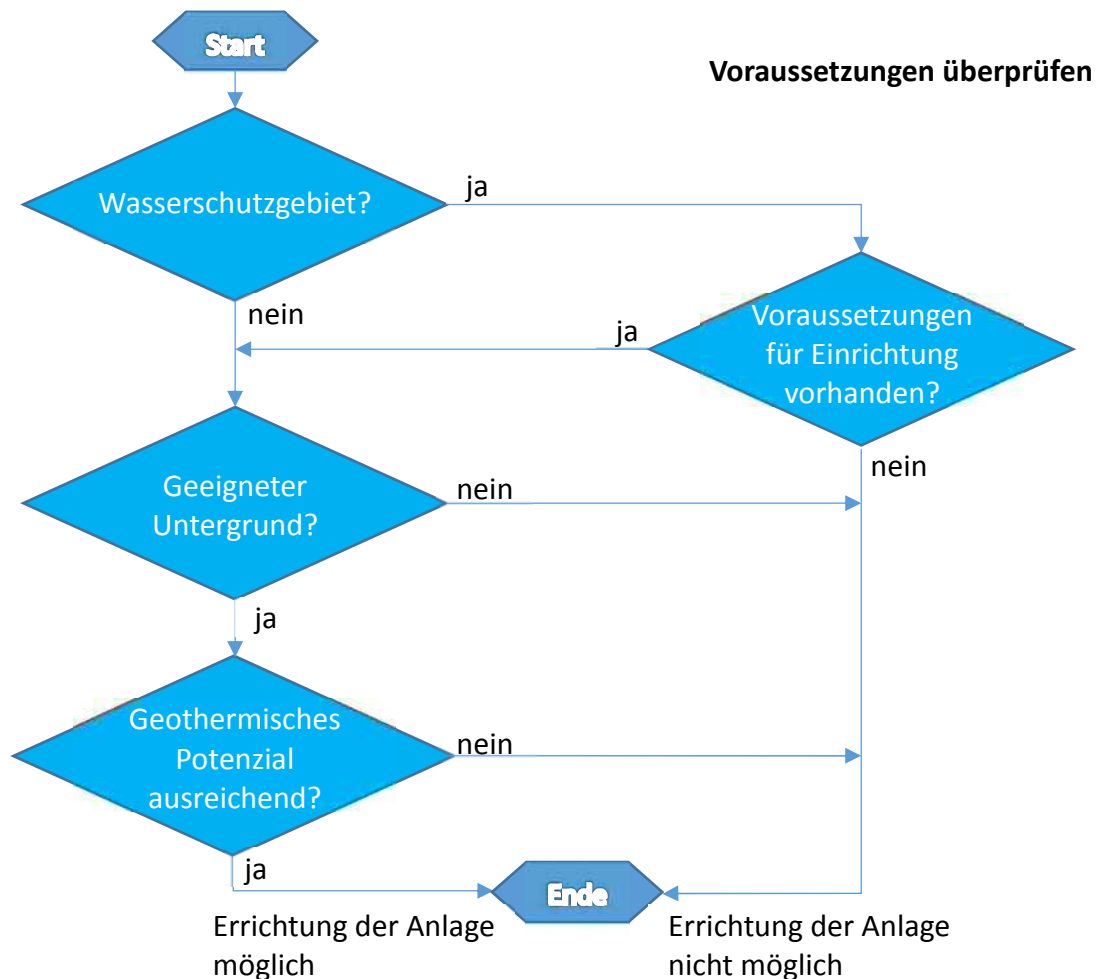 Start
Voraussetzungen überprüfen
Wasserschutzgebiet?
ja
nein
ja
Voraussetzungen
für Einrichtung
vorhanden?
nein
Geeigneter
Untergrund?
nein
ja
Geothermisches
Potenzial
ausreichend?
nein
ja
Ende
Errichtung der Anlage
möglich
Errichtung der Anlage
nicht möglich